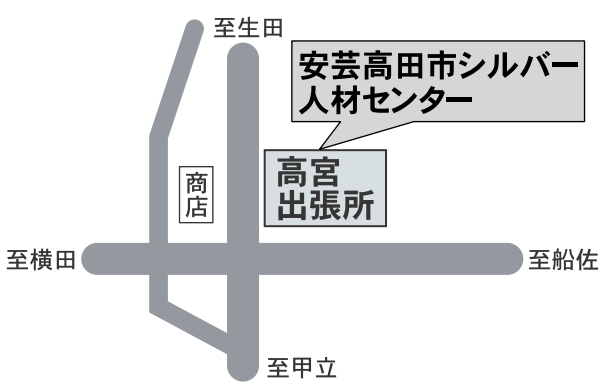 至生田
安芸高田市シルバー
人材センター
高宮
出張所
商店
至横田
至船佐
至甲立